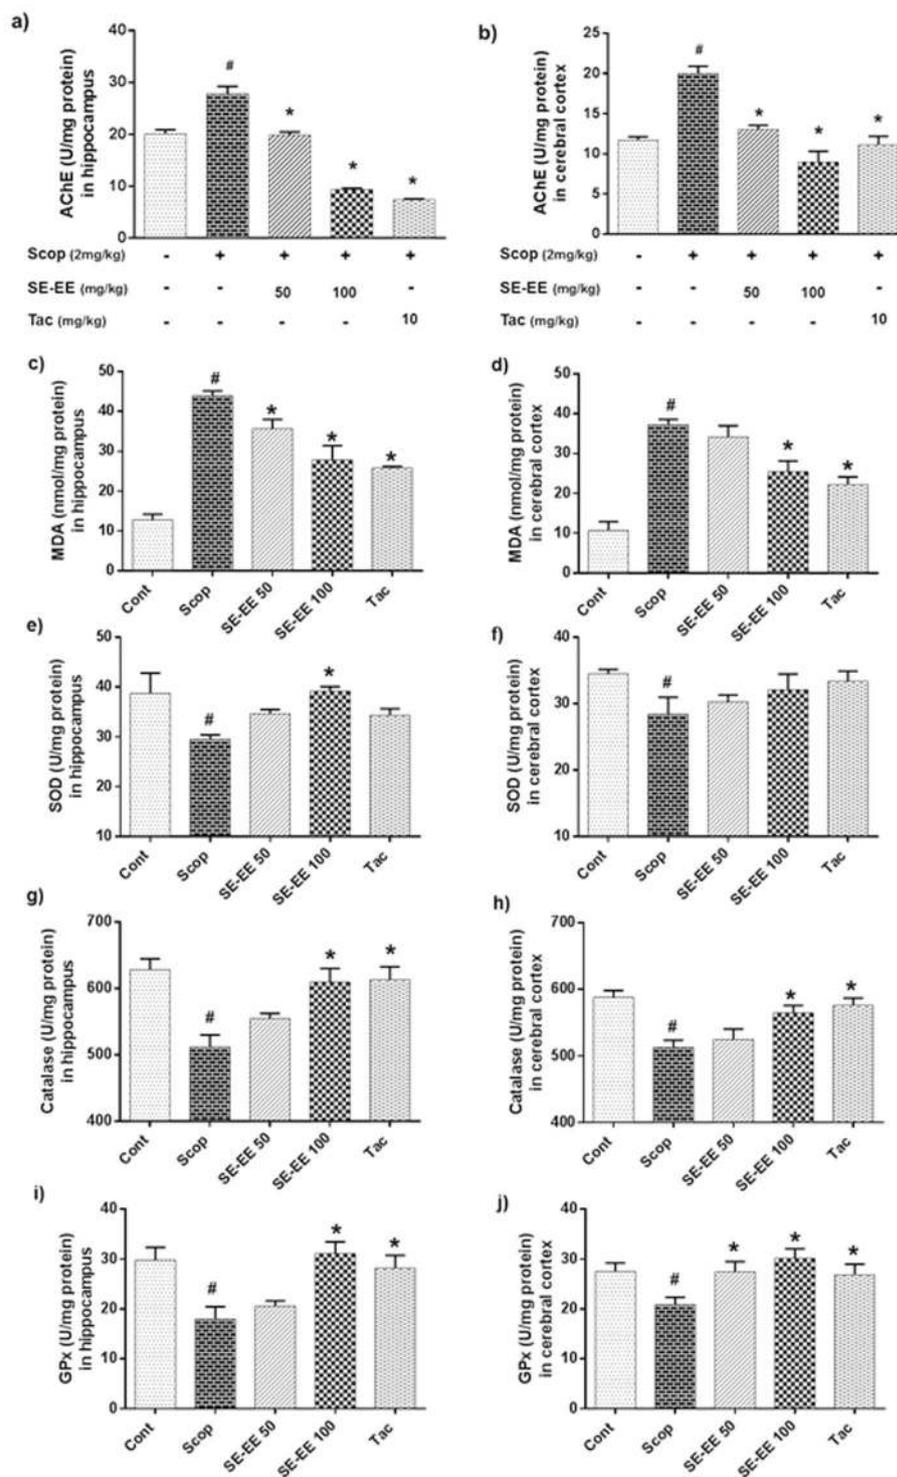 a)
AChE (U/mg protein)
in hippocampus
40
30
20
10
0
#
*
*
*
Scop (2mg/kg) - + + + +
SE-EE (mg/kg) - - 50 100 -
Tac (mg/kg) - - - - 10
b)
AChE (U/mg protein)
in cerebral cortex
25
20
15
10
5
0
#
*
*
*
Scop (2mg/kg) - + + + +
SE-EE (mg/kg) - - 50 100 -
Tac (mg/kg) - - - - 10
c)
MDA (nmol/mg protein)
in hippocampus
50
40
30
20
10
0
#
*
*
*
Cont Scop SE-EE 50 SE-EE 100 Tac
d)
MDA (nmol/mg protein)
in cerebral cortex
50
40
30
20
10
0
#
*
*
Cont Scop SE-EE 50 SE-EE 100 Tac
e)
SOD (U/mg protein)
in hippocampus
50
40
30
20
10
#
*
Cont Scop SE-EE 50 SE-EE 100 Tac
f)
SOD (U/mg protein)
in cerebral cortex
40
30
20
10
#
Cont Scop SE-EE 50 SE-EE 100 Tac
g)
Catalase (U/mg protein)
in hippocampus
700
600
500
400
#
*
*
Cont Scop SE-EE 50 SE-EE 100 Tac
h)
Catalase (U/mg protein)
in cerebral cortex
700
600
500
400
#
*
*
Cont Scop SE-EE 50 SE-EE 100 Tac
i)
GPx (U/mg protein)
in hippocampus
40
30
20
10
0
#
*
*
Cont Scop SE-EE 50 SE-EE 100 Tac
j)
GPx (U/mg protein)
in cerebral cortex
40
30
20
10
0
#
*
*
*
Cont Scop SE-EE 50 SE-EE 100 Tac